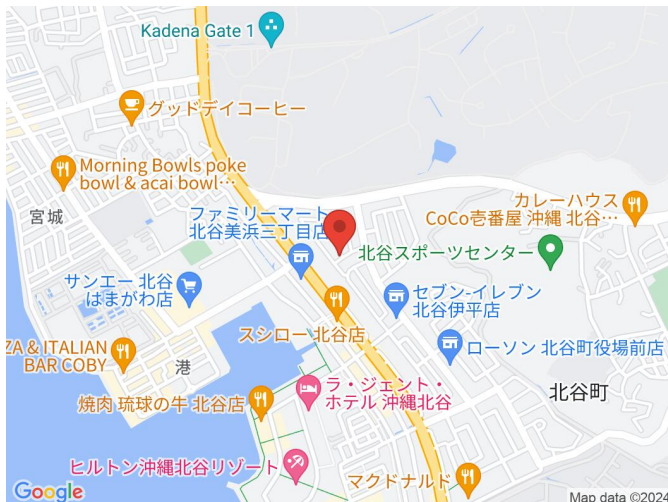 Kadena Gate 1
グッドデイコーヒー
Morning Bowls poke
bowl & acai bowl…
宮城
ファミリーマート
北谷美浜三丁目店
カレーハウス
CoCo壱番屋 沖縄 北谷…
北谷スポーツセンター
サンエー 北谷
はまがわ店
セブン-イレブン
北谷伊平店
スシロー 北谷店
ローソン 北谷町役場前店
ZA & ITALIAN
BAR COBY
港
ラ・ジェント・
ホテル 沖縄北谷
北谷町
焼肉 琉球の牛 北谷店
ヒルトン沖縄北谷リゾート
マクドナルド
Google
Map data ©2024